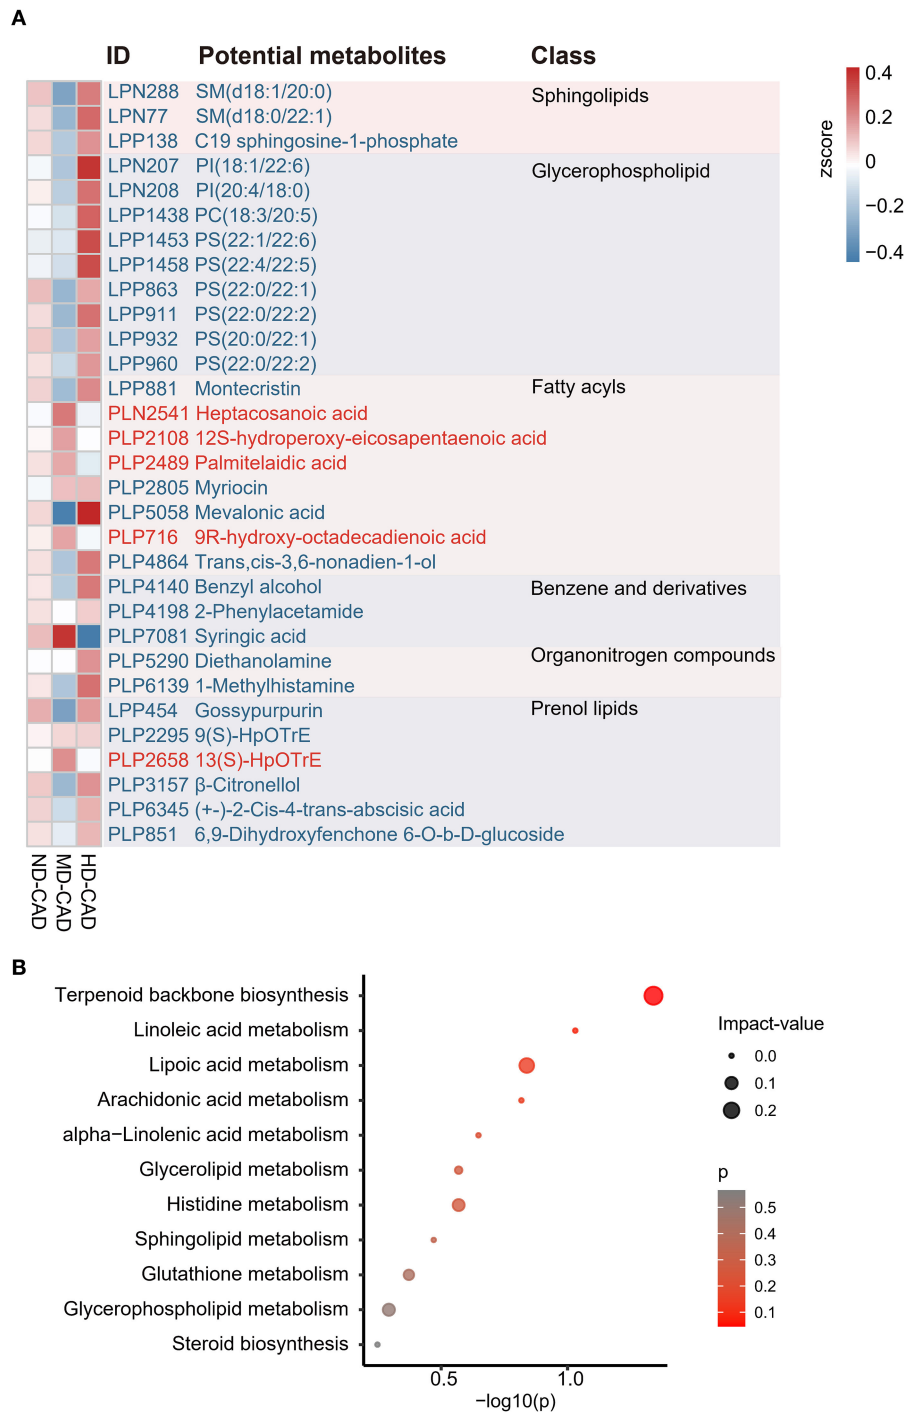 A
ID Potential metabolites Class
LPN288 SM(d18:1/20:0) Sphingolipids
LPN77 SM(d18:0/22:1)
LPP138 C19 sphingosine-1-phosphate
LPN207 PI(18:1/22:6) Glycerophospholipid
LPN208 PI(20:4/18:0)
LPP1438 PC(18:3/20:5)
LPP1453 PS(22:1/22:6)
LPP1458 PS(22:4/22:5)
LPP863 PS(22:0/22:1)
LPP911 PS(22:0/22:2)
LPP932 PS(20:0/22:1)
LPP960 PS(22:0/22:2)
LPP881 Montecristin Fatty acyls
PLN2541 Heptacosanoic acid
PLP2108 12S-hydroperoxy-eicosapentaenoic acid
PLP2489 Palmitelaidic acid
PLP2805 Myriocin
PLP5058 Mevalonic acid
PLP716 9R-hydroxy-octadecadienoic acid
PLP4864 Trans,cis-3,6-nonadien-1-ol
PLP4140 Benzyl alcohol Benzene and derivatives
PLP4198 2-Phenylacetamide
PLP7081 Syringic acid
PLP5290 Diethanolamine Organonitrogen compounds
PLP6139 1-Methylhistamine
LPP454 Gossypurpurin Prenol lipids
PLP2295 9(S)-HpOTrE
PLP2658 13(S)-HpOTrE
PLP3157 β-Citronellol
PLP6345 (+-)-2-Cis-4-trans-abscisic acid
PLP851 6,9-Dihydroxyfenchone 6-O-b-D-glucoside
ND-CAD
MD-CAD
HD-CAD
zscore
0.4
0.2
0
−0.2
−0.4
B
Terpenoid backbone biosynthesis
Linoleic acid metabolism
Lipoic acid metabolism
Arachidonic acid metabolism
alpha−Linolenic acid metabolism
Glycerolipid metabolism
Histidine metabolism
Sphingolipid metabolism
Glutathione metabolism
Glycerophospholipid metabolism
Steroid biosynthesis
0.5 1.0
−log10(p)
Impact-value
0.0
0.1
0.2
p
0.5
0.4
0.3
0.2
0.1